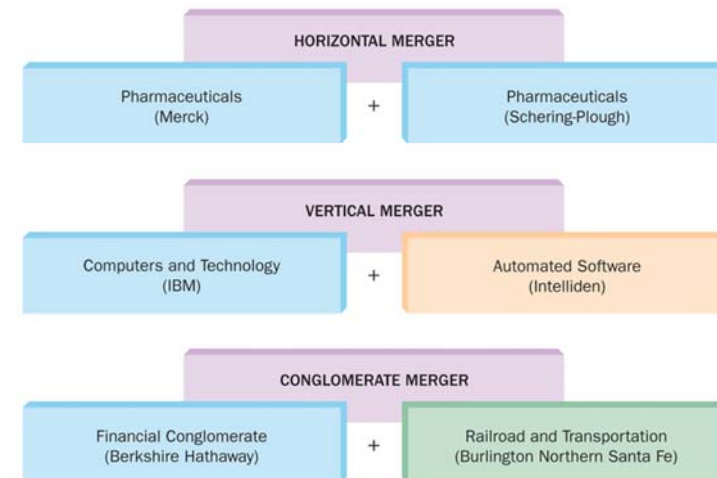 HORIZONTAL MERGER
Pharmaceuticals
(Merck)
+
Pharmaceuticals
(Schering-Plough)
VERTICAL MERGER
Computers and Technology
(IBM)
+
Automated Software
(Intelliden)
CONGLOMERATE MERGER
Financial Conglomerate
(Berkshire Hathaway)
+
Railroad and Transportation
(Burlington Northern Santa Fe)